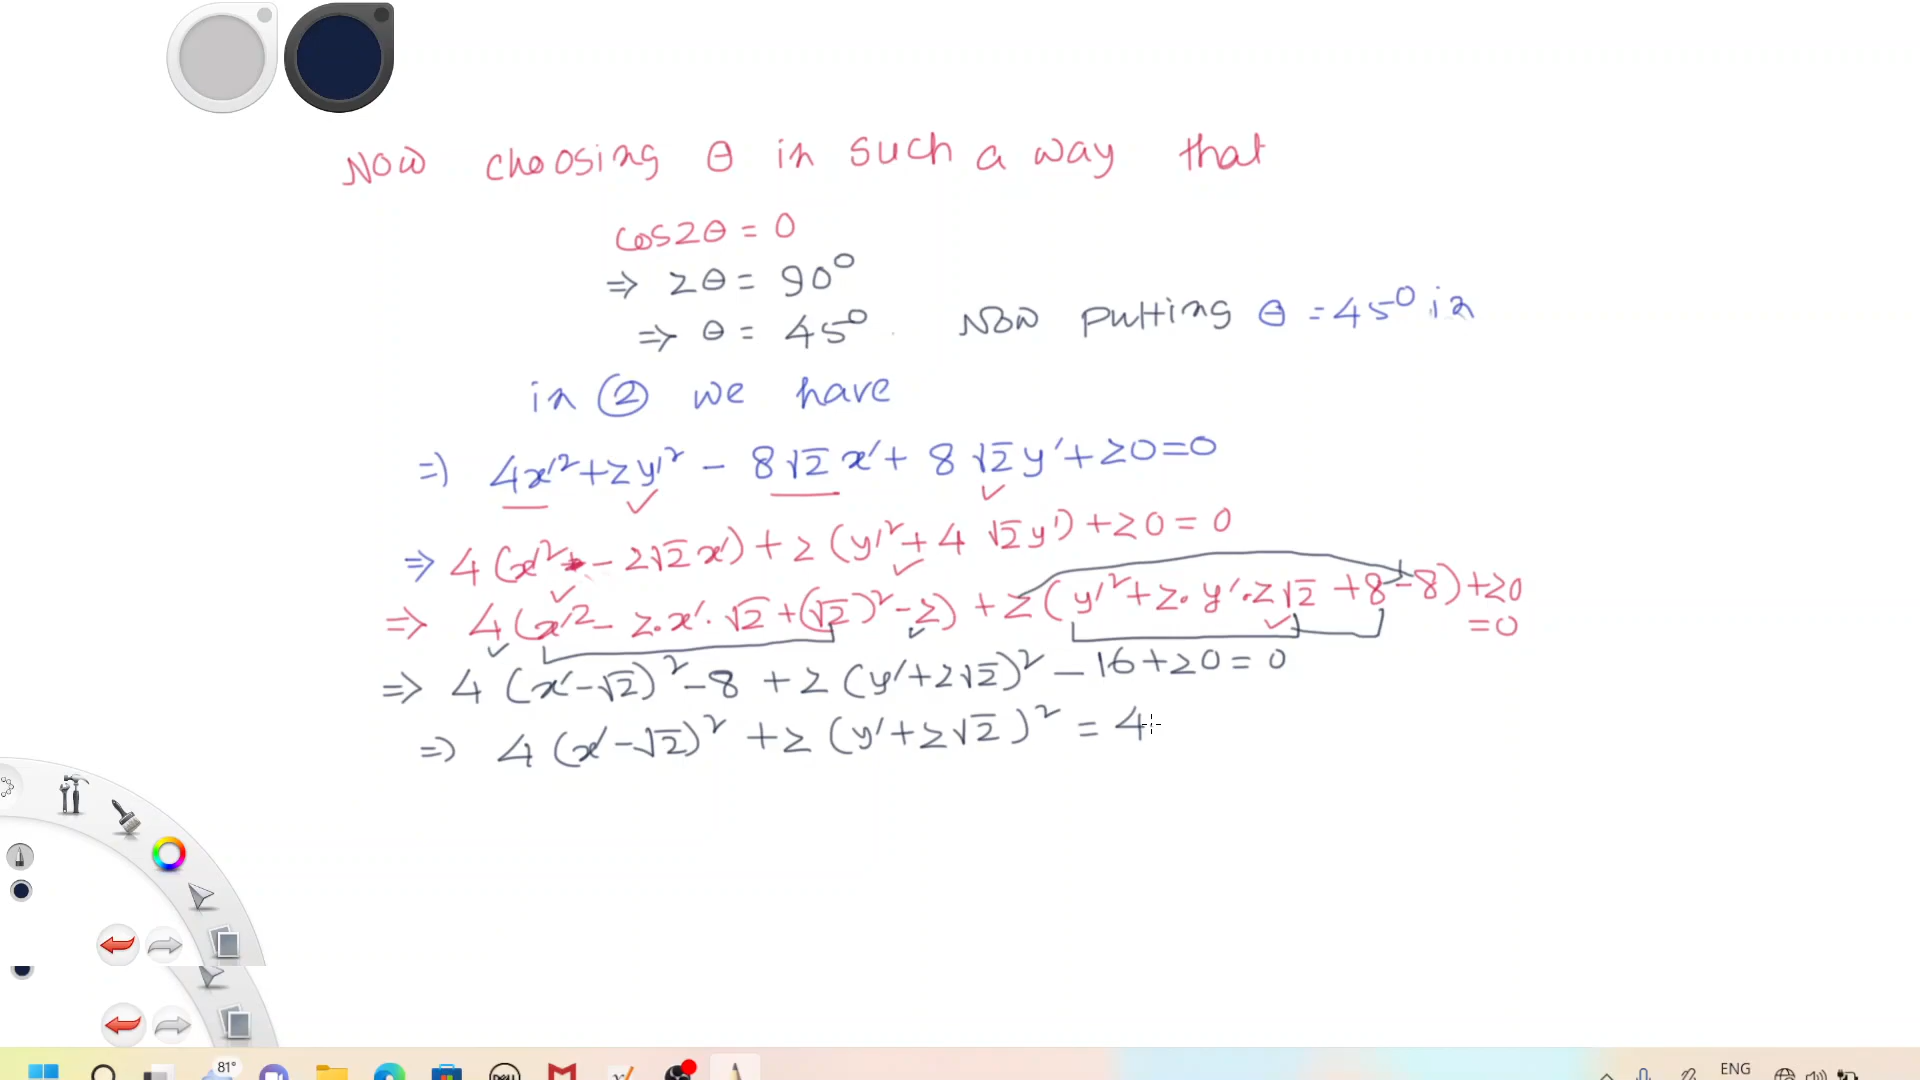 Now choosing θ in such a way that
cos2θ = 0
⇒ 2θ = 90°
⇒ θ = 45°. Now putting θ = 45° in
in ② we have
⇒) 4x'² + 2y'² - 8√2 x' + 8√2 y' + 20 = 0
⇒ 4(x'² - 2√2 x') + 2(y'² + 4√2 y') + 20 = 0
⇒ 4(x'² - 2·x'·√2 + (√2)² - 2) + 2(y'² + 2·y'·2√2 + 8 - 8) + 20
= 0
⇒ 4(x' - √2)² - 8 + 2(y' + 2√2)² - 16 + 20 = 0
⇒) 4(x' - √2)² + 2(y' + 2√2)² = 4
81°
DELL
ENG